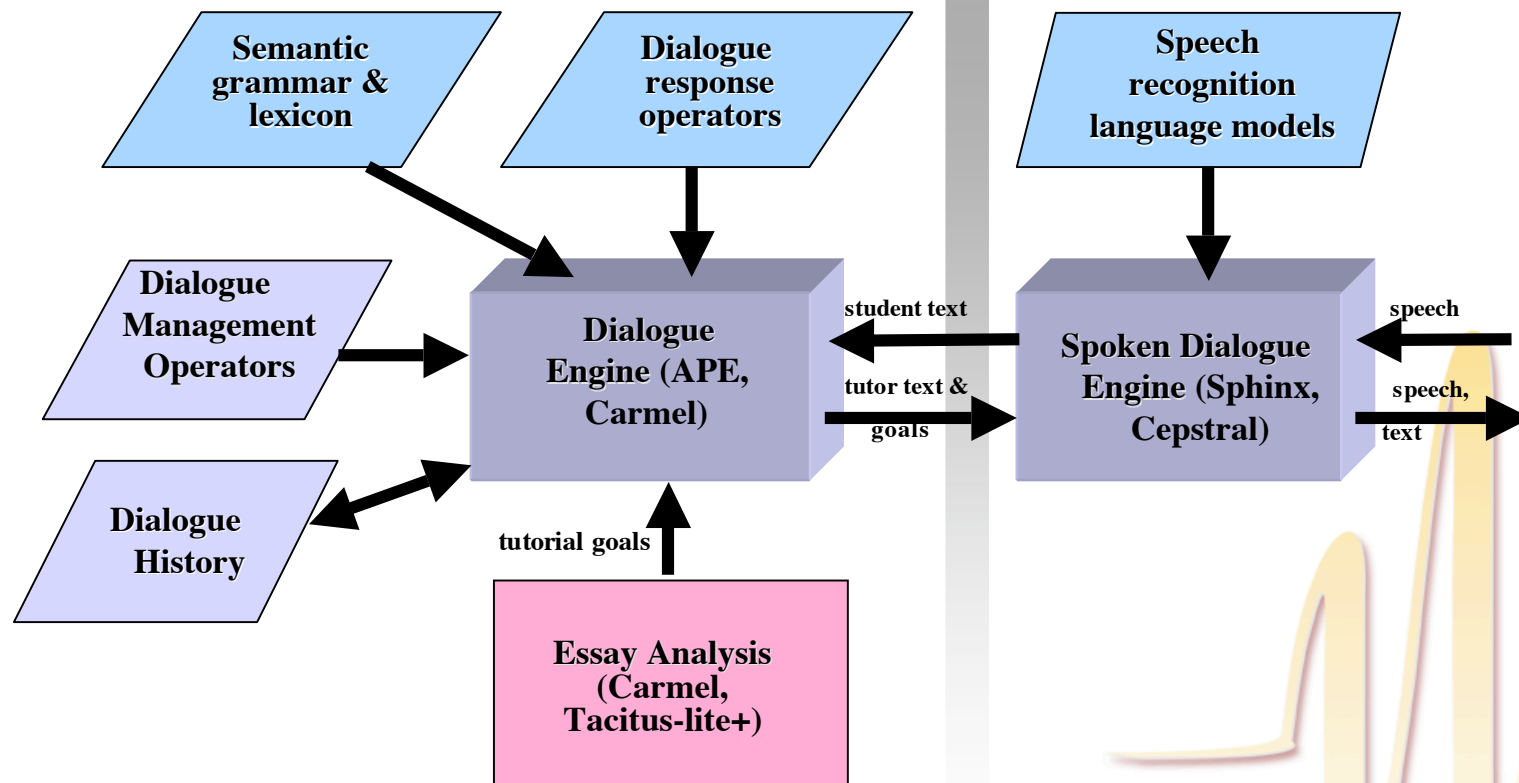 Semantic
grammar &
lexicon
Dialogue
response
operators
Speech
recognition
language models
Dialogue
Management
Operators
Dialogue
Engine (APE,
Carmel)
student text
tutor text &
goals
Spoken Dialogue
Engine (Sphinx,
Cepstral)
speech
speech,
text
Dialogue
History
tutorial goals
Essay Analysis
(Carmel,
Tacitus-lite+)